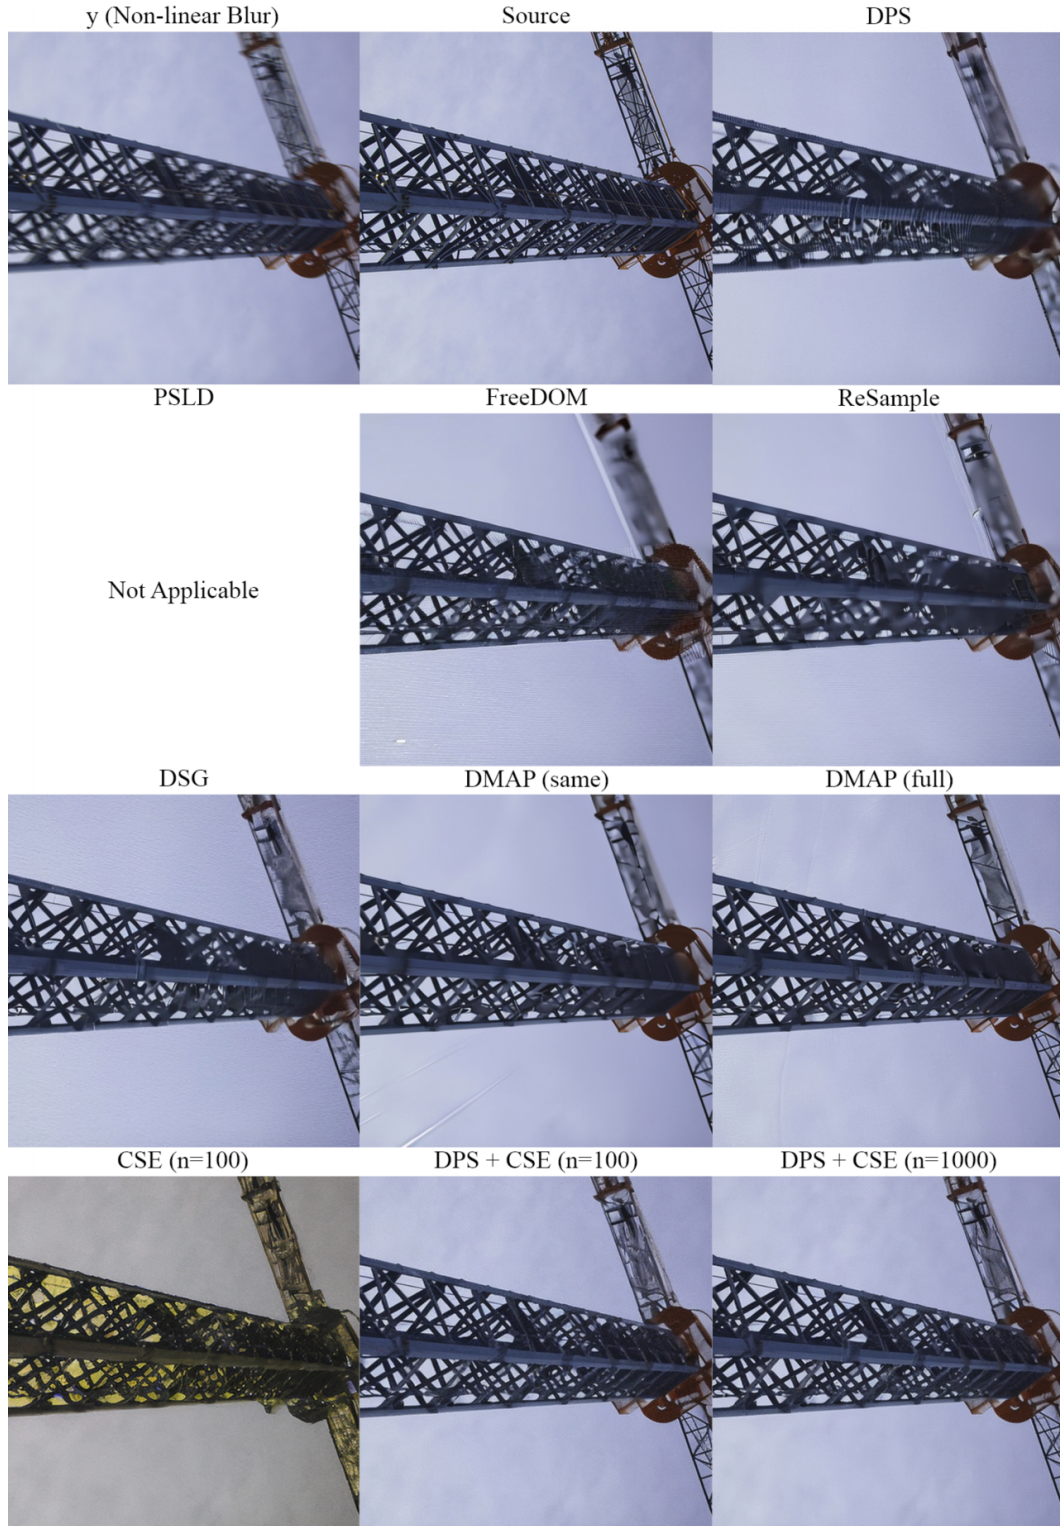 y (Non-linear Blur)
Source
DPS
PSLD
FreeDOM
ReSample
Not Applicable
DSG
DMAP (same)
DMAP (full)
CSE (n=100)
DPS + CSE (n=100)
DPS + CSE (n=1000)